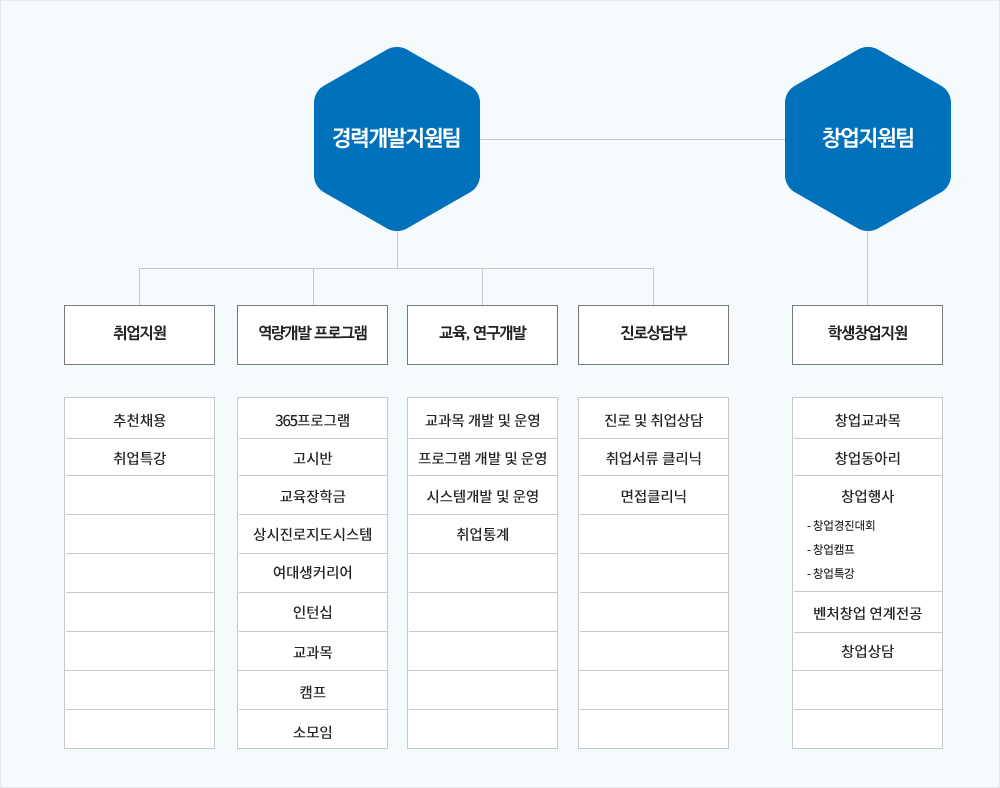 경력개발지원팀
창업지원팀
취업지원
역량개발 프로그램
교육, 연구개발
진로상담부
학생창업지원
추천채용
취업특강
365프로그램
고시반
교육장학금
상시진로지도시스템
여대생커리어
인턴십
교과목
캠프
소모임
교과목 개발 및 운영
프로그램 개발 및 운영
시스템개발 및 운영
취업통계
진로 및 취업상담
취업서류 클리닉
면접클리닉
창업교과목
창업동아리
창업행사
- 창업경진대회
- 창업캠프
- 창업특강
벤처창업 연계전공
창업상담